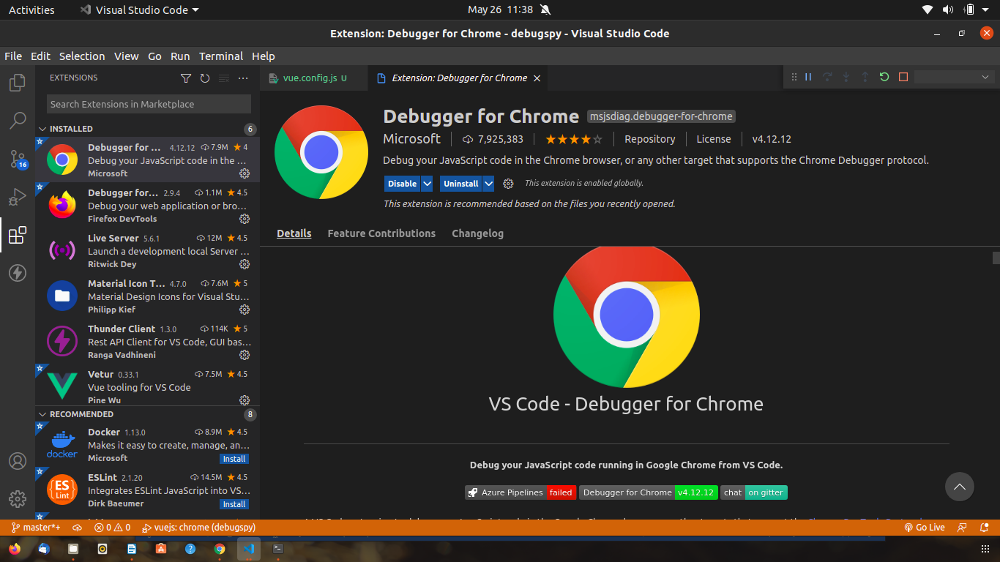 Activities Visual Studio Code May 26 11:38
Extension: Debugger for Chrome - debugspy - Visual Studio Code
File Edit Selection View Go Run Terminal Help
EXTENSIONS
vue.config.js U
Extension: Debugger for Chrome
Search Extensions in Marketplace
INSTALLED 6
Debugger for ... 4.12.12 7.9M 4
Debug your JavaScript code in the ...
Microsoft
Debugger for... 2.9.4 1.1M 4.5
Debug your web application or bro...
Firefox DevTools
Live Server 5.6.1 12M 4.5
Launch a development local Server ...
Ritwick Dey
Material Icon T... 4.7.0 7.6M 5
Material Design Icons for Visual Stu...
Philipp Kief
Thunder Client 1.3.0 114K 5
Rest API Client for VS Code, GUI bas...
Ranga Vadhineni
Vetur 0.33.1 7.5M 4.5
Vue tooling for VS Code
Pine Wu
RECOMMENDED 8
Docker 1.13.0 8.9M 4.5
Makes it easy to create, manage, an...
docker
Microsoft Install
ESLint 2.1.20 14.5M 4.5
Integrates ESLint JavaScript into VS...
ES
Lint
Dirk Baeumer Install
16
Debugger for Chrome msjsdiag.debugger-for-chrome
Microsoft 7,925,383 Repository License v4.12.12
Debug your JavaScript code in the Chrome browser, or any other target that supports the Chrome Debugger protocol.
Disable Uninstall This extension is enabled globally.
This extension is recommended based on the files you recently opened.
Details Feature Contributions Changelog
VS Code - Debugger for Chrome
Debug your JavaScript code running in Google Chrome from VS Code.
Azure Pipelines failed Debugger for Chrome v4.12.12 chat on gitter
master*+ 0 0 vuejs: chrome (debugspy) Go Live